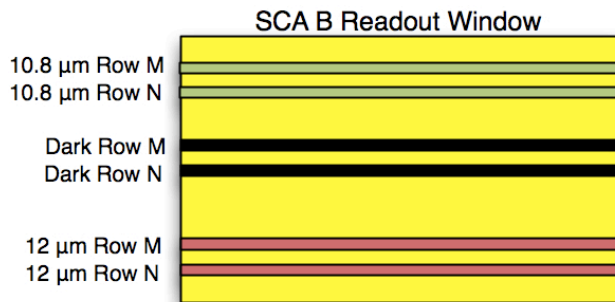 SCA B Readout Window
10.8 µm Row M
10.8 µm Row N
Dark Row M
Dark Row N
12 µm Row M
12 µm Row N